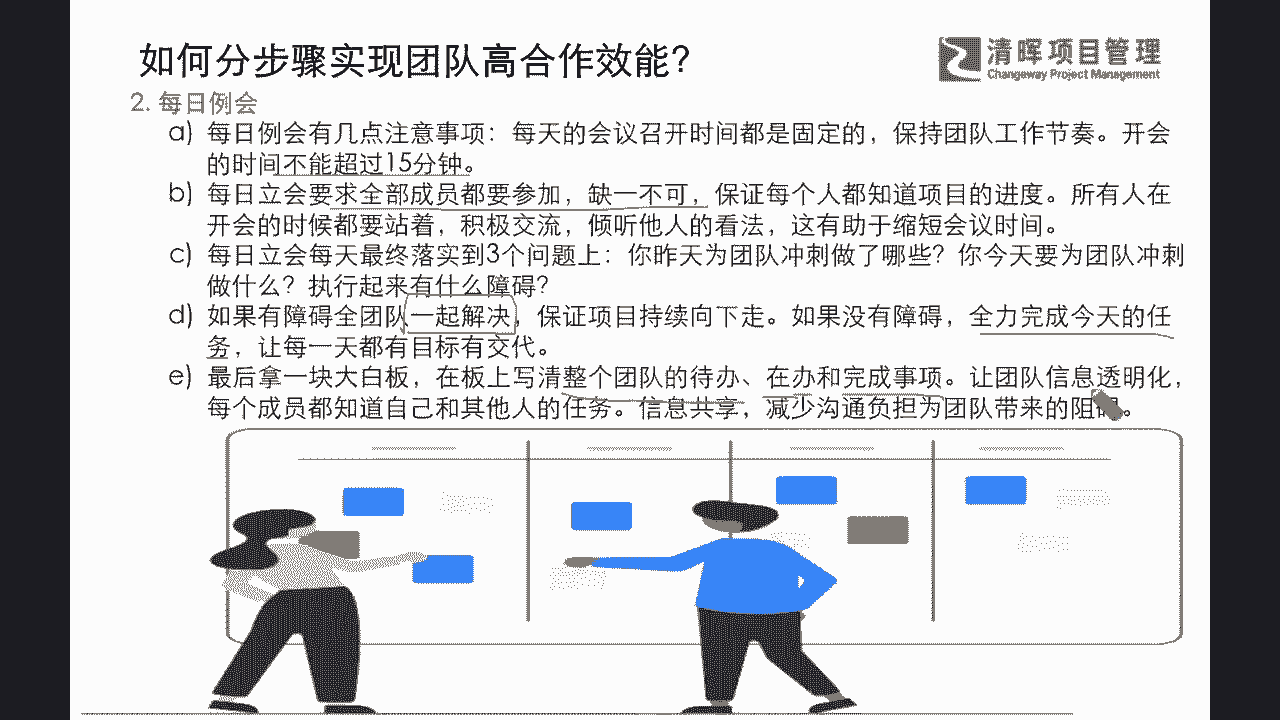 如何分步骤实现团队高合作效能?
清晖项目管理
Changeway Project Management
2. 每日例会
a) 每日例会有几点注意事项：每天的会议召开时间都是固定的，保持团队工作节奏。开会
的时间不能超过15分钟。
b) 每日立会要求全部成员都要参加，缺一不可，保证每个人都知道项目的进度。所有人在
开会的时候都要站着，积极交流，倾听他人的看法，这有助于缩短会议时间。
c) 每日立会每天最终落实到3个问题上：你昨天为团队冲刺做了哪些？你今天要为团队冲刺
做什么？执行起来有什么障碍?
d) 如果有障碍全团队一起解决，保证项目持续向下走。如果没有障碍，全力完成今天的任
务，让每一天都有目标有交代。
e) 最后拿一块大白板，在板上写清整个团队的待办、在办和完成事项。让团队信息透明化，
每个成员都知道自己和其他人的任务。信息共享，减少沟通负担为团队带来的阻碍。